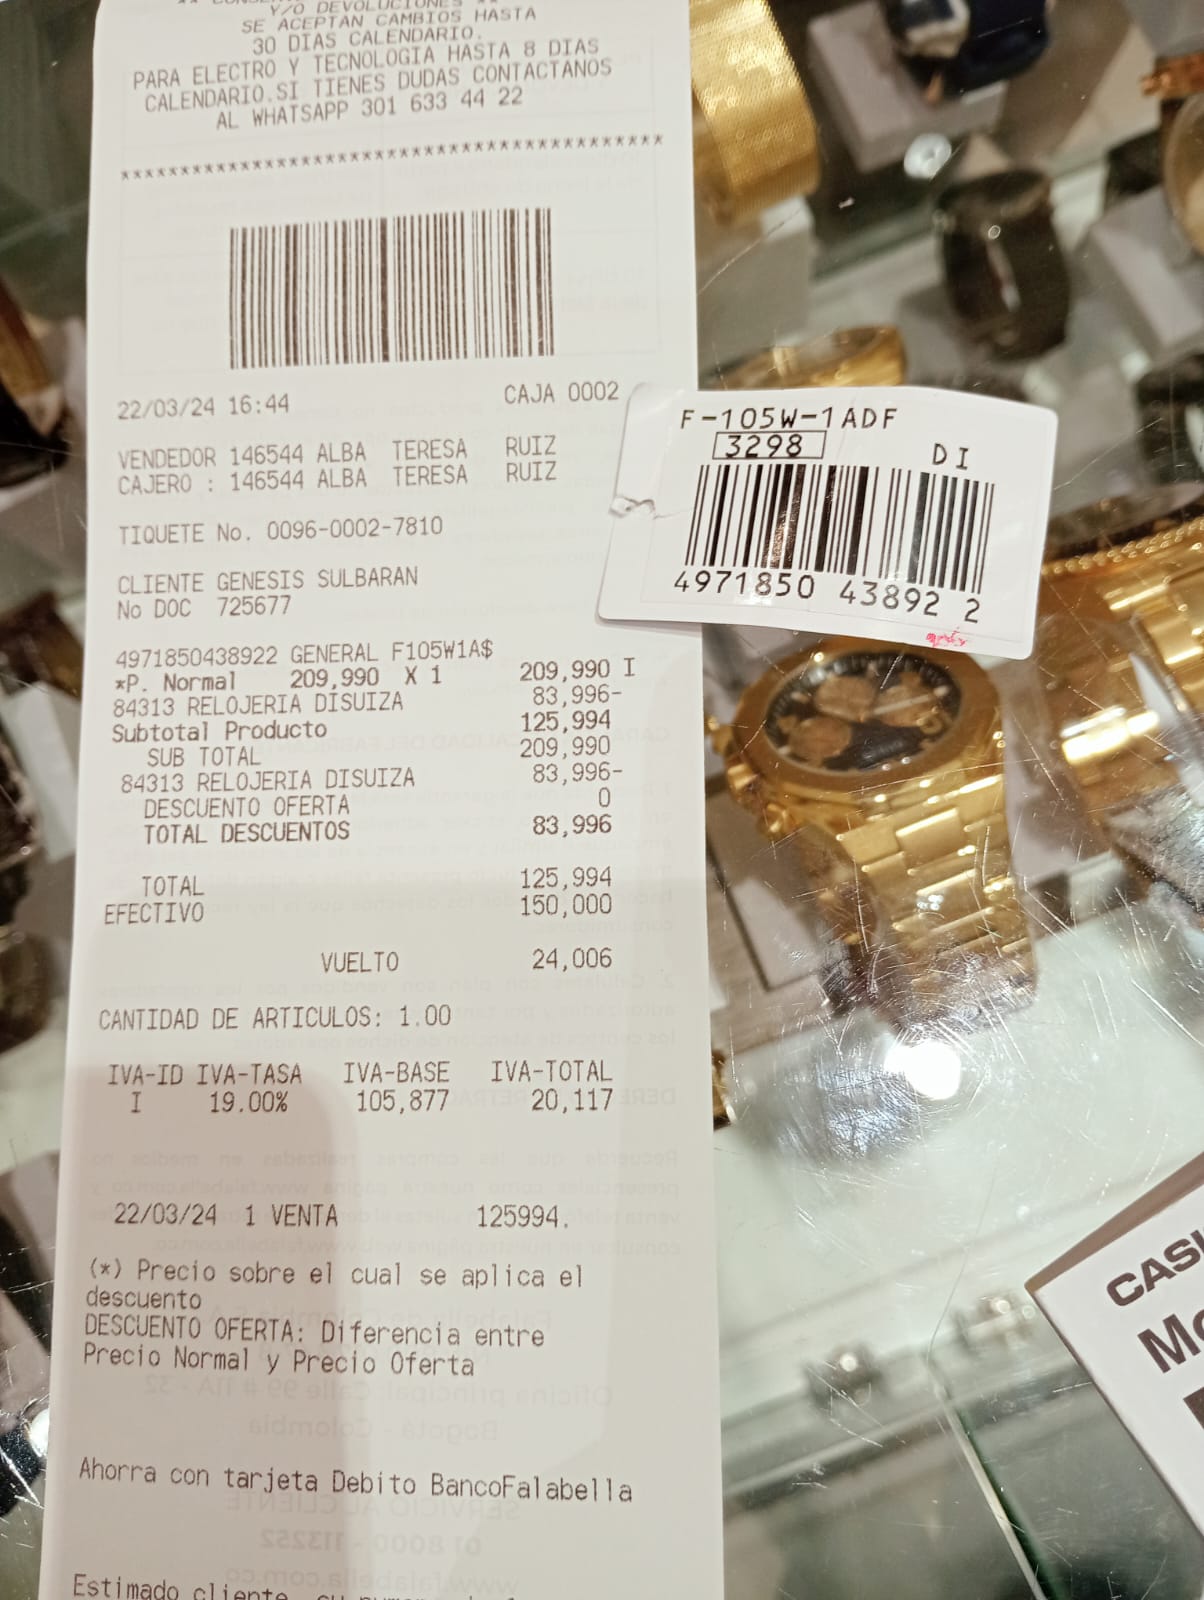 Y/O DEVOLUCIONES **
SE ACEPTAN CAMBIOS HASTA
30 DIAS CALENDARIO.
PARA ELECTRO Y TECNOLOGIA HASTA 8 DIAS
CALENDARIO.SI TIENES DUDAS CONTACTANOS
AL WHATSAPP 301 633 44 22
22/03/24 16:44 CAJA 0002
VENDEDOR 146544 ALBA TERESA RUIZ
CAJERO : 146544 ALBA TERESA RUIZ
TIQUETE No. 0096-0002-7810
CLIENTE GENESIS SULBARAN
No DOC 725677
4971850438922 GENERAL F105W1A$
*P. Normal 209,990 X 1 209,990 I
84313 RELOJERIA DISUIZA 83,996-
Subtotal Producto 125,994
SUB TOTAL 209,990
84313 RELOJERIA DISUIZA 83,996-
DESCUENTO OFERTA 0
TOTAL DESCUENTOS 83,996
TOTAL 125,994
EFECTIVO 150,000
VUELTO 24,006
CANTIDAD DE ARTICULOS: 1.00
IVA-ID IVA-TASA IVA-BASE IVA-TOTAL
I 19.00% 105,877 20,117
22/03/24 1 VENTA 125994.
(*) Precio sobre el cual se aplica el
descuento
DESCUENTO OFERTA: Diferencia entre
Precio Normal y Precio Oferta
Ahorra con tarjeta Debito BancoFalabella
Estimado cliente
F-105W-1ADF
3298
DI
4971850 43892 2